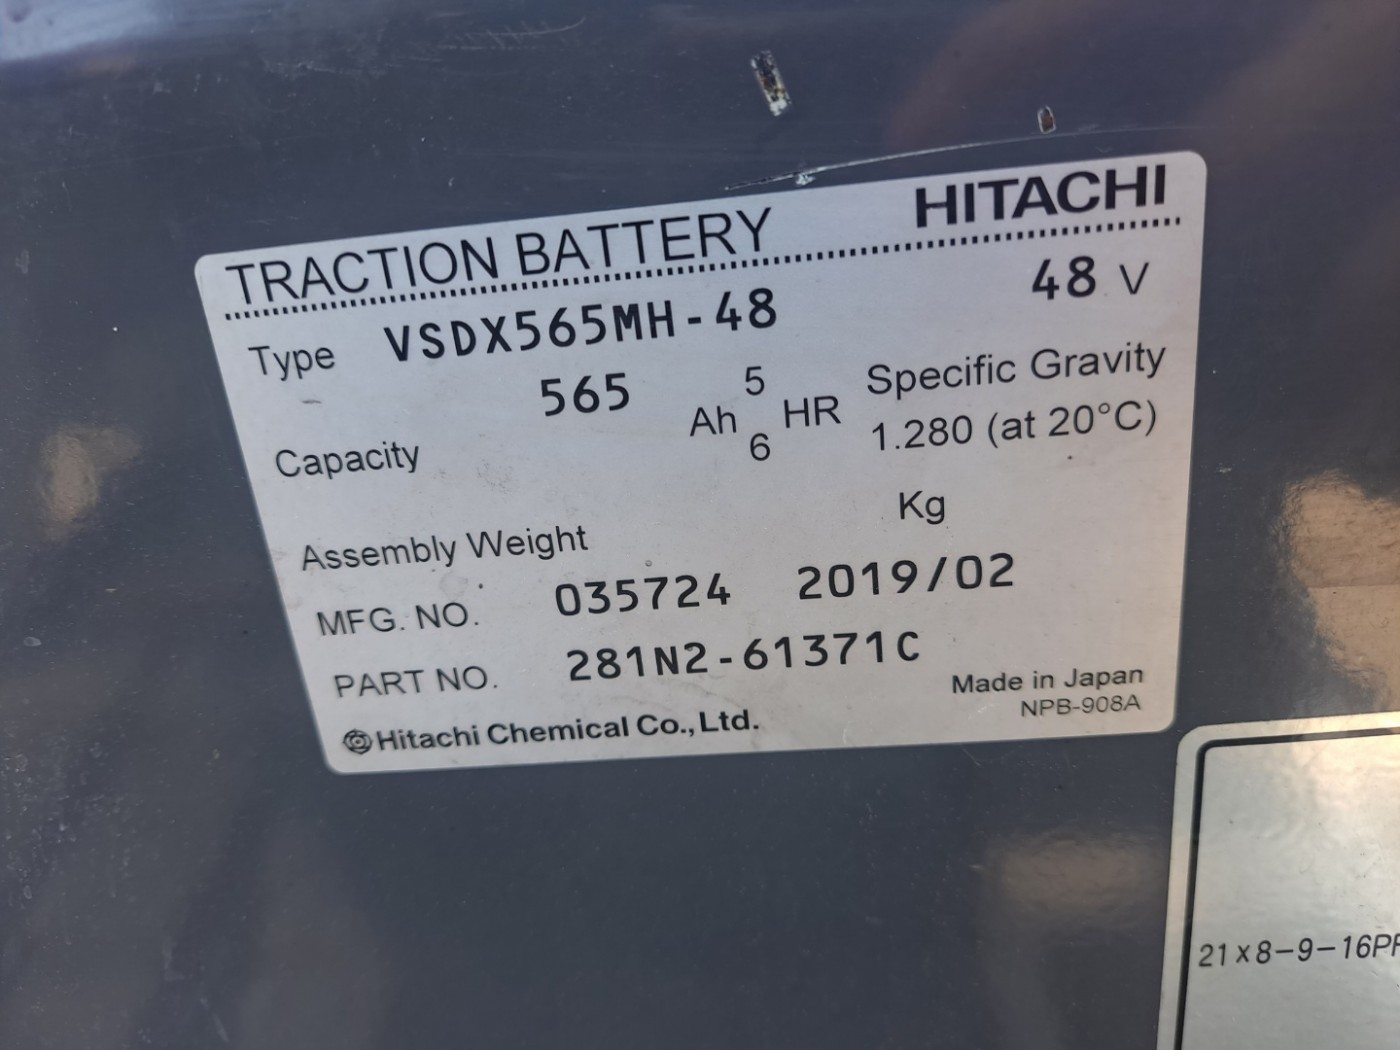 TRACTION BATTERY HITACHI
Type VSDX565MH-48 48 V
Capacity 565 Ah 5 HR Specific Gravity
6 1.280 (at 20°C)
Assembly Weight Kg
MFG. NO. 035724 2019/02
PART NO. 281N2-61371C
Hitachi Chemical Co., Ltd. Made in Japan
NPB-908A
21x8-9-16PR